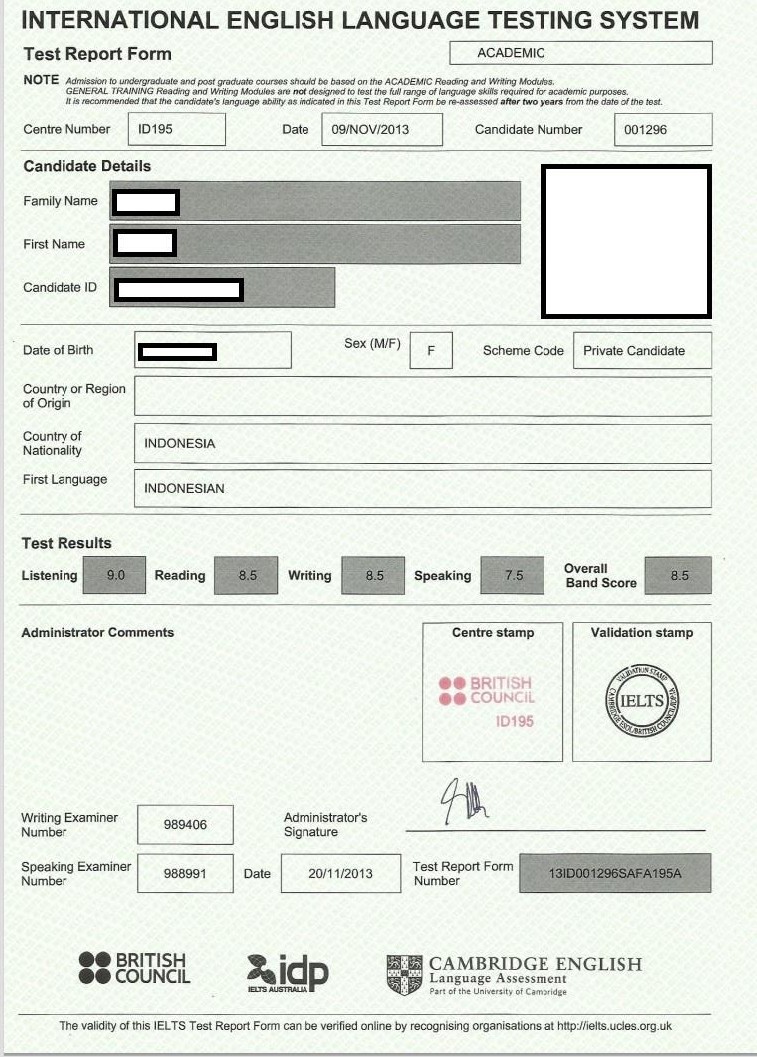 INTERNATIONAL ENGLISH LANGUAGE TESTING SYSTEM
Test Report Form ACADEMIC
NOTE Admission to undergraduate and post graduate courses should be based on the ACADEMIC Reading and Writing Modules.
GENERAL TRAINING Reading and Writing Modules are not designed to test the full range of language skills required for academic purposes.
It is recommended that the candidate's language ability as indicated in this Test Report Form be re-assessed after two years from the date of the test.
Centre Number ID195 Date 09/NOV/2013 Candidate Number 001296
Candidate Details
Family Name
First Name
Candidate ID
Date of Birth Sex (M/F) F Scheme Code Private Candidate
Country or Region
of Origin
Country of
Nationality INDONESIA
First Language INDONESIAN
Test Results
Listening 9.0 Reading 8.5 Writing 8.5 Speaking 7.5 Overall
Band Score 8.5
Administrator Comments Centre stamp Validation stamp
BRITISH
COUNCIL
ID195
VALIDATION STAMP
IELTS
CAMBRIDGE ESOL/BRITISH COUNCIL/IDP:IA
Writing Examiner
Number 989406
Administrator's
Signature
Speaking Examiner
Number 988991 Date 20/11/2013 Test Report Form
Number 13ID001296SAFA195A
BRITISH
COUNCIL
idp
IELTS AUSTRALIA
CAMBRIDGE ENGLISH
Language Assessment
Part of the University of Cambridge
The validity of this IELTS Test Report Form can be verified online by recognising organisations at http://ielts.ucles.org.uk